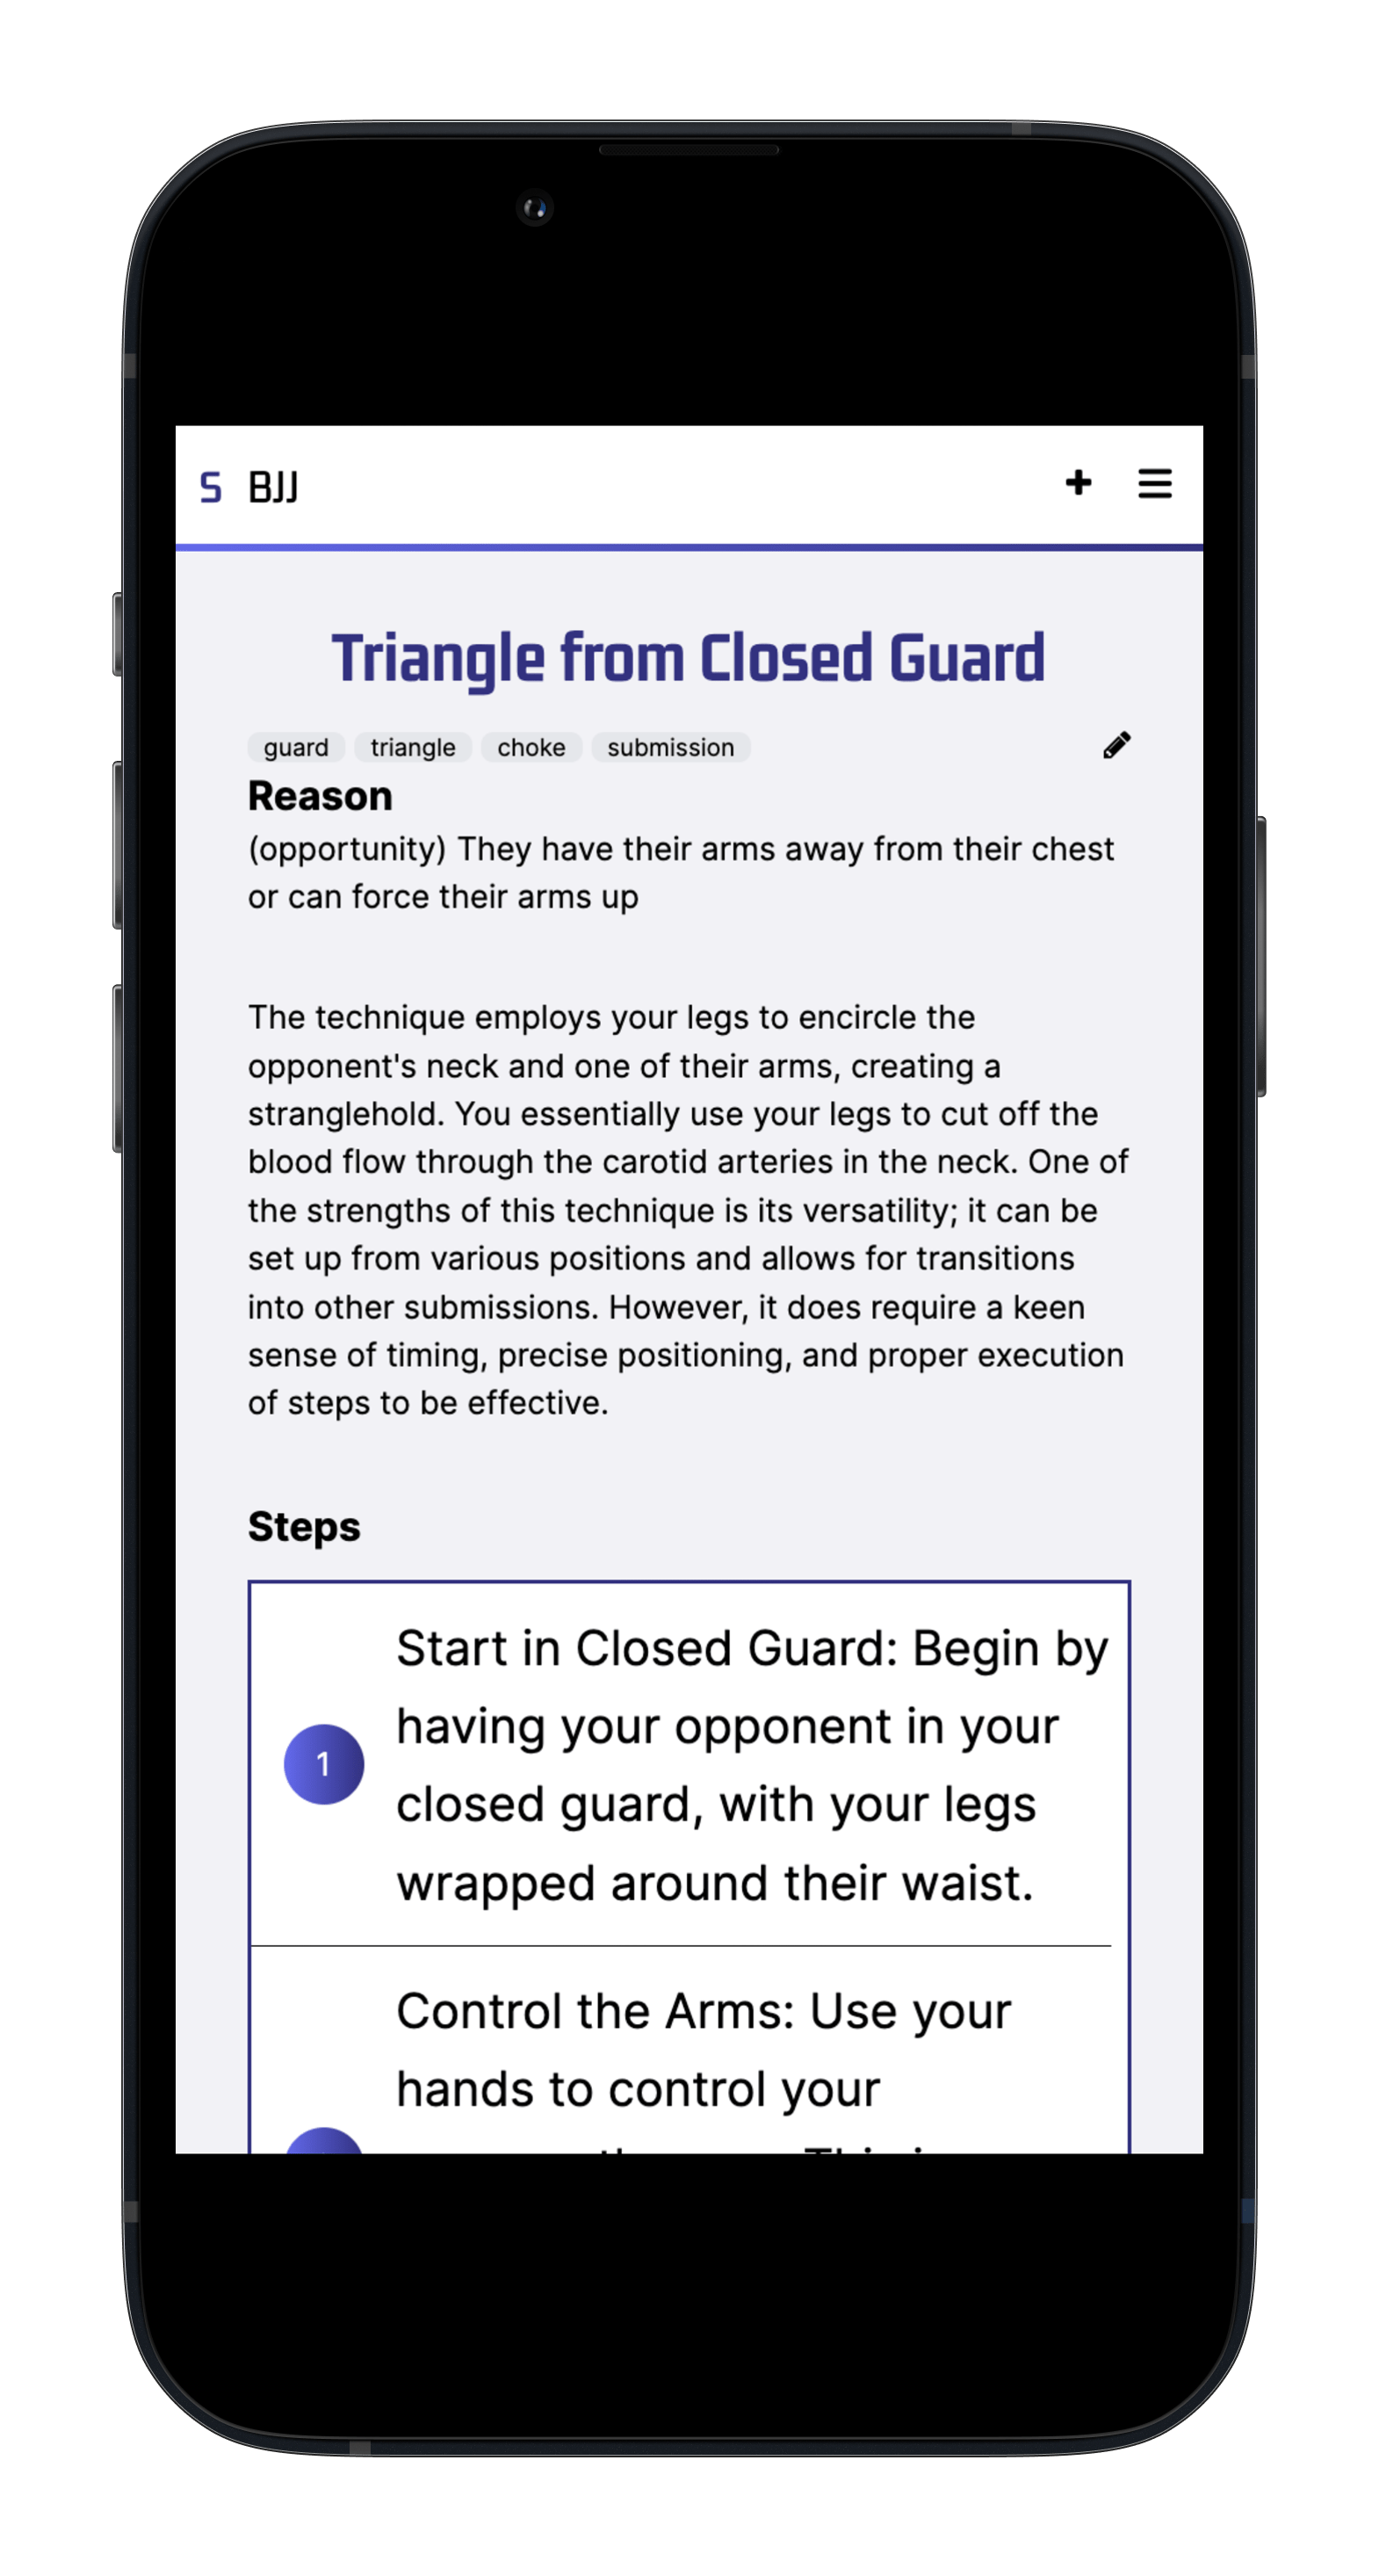 S BJJ
Triangle from Closed Guard
guard triangle choke submission
Reason
(opportunity) They have their arms away from their chest
or can force their arms up
The technique employs your legs to encircle the
opponent's neck and one of their arms, creating a
stranglehold. You essentially use your legs to cut off the
blood flow through the carotid arteries in the neck. One of
the strengths of this technique is its versatility; it can be
set up from various positions and allows for transitions
into other submissions. However, it does require a keen
sense of timing, precise positioning, and proper execution
of steps to be effective.
Steps
Start in Closed Guard: Begin by
having your opponent in your
1
closed guard, with your legs
wrapped around their waist.
Control the Arms: Use your
hands to control your